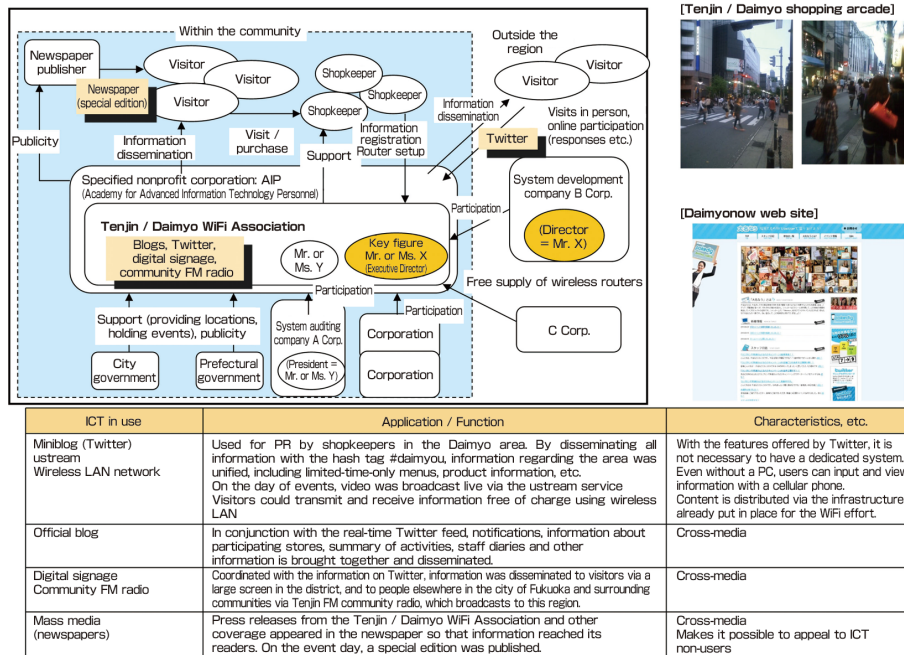 Within the community
Newspaper
publisher
Visitor
Visitor
Visitor
Newspaper
(special edition)
Shopkeeper
Shopkeeper
Shopkeeper
Outside the
region
Visitor
Visitor
Publicity
Information
dissemination
Visit /
purchase
Support
Information
registration
Router setup
Information
dissemination
Twitter
Visits in person,
online participation
(responses etc.)
Specified nonprofit corporation: AIP
(Academy for Advanced Information Technology Personnel)
Participation
System development
company B Corp.
(Director
= Mr. X)
Tenjin / Daimyo WiFi Association
Blogs, Twitter,
digital signage,
community FM radio
Mr. or
Ms. Y
Key figure
Mr. or Ms. X
(Executive Director)
Free supply of wireless routers
Participation
Participation
Support (providing locations,
holding events), publicity
City
government
Prefectural
government
System auditing
company A Corp.
(President =
Mr. or Ms. Y)
Corporation
Corporation
C Corp.
[Tenjin / Daimyo shopping arcade]
[Daimyonow web site]
ICT in use
Application / Function
Characteristics, etc.
Miniblog (Twitter)
ustream
Wireless LAN network
Used for PR by shopkeepers in the Daimyo area. By disseminating all
information with the hash tag #daimyou, information regarding the area was
unified, including limited-time-only menus, product information, etc.
On the day of events, video was broadcast live via the ustream service
Visitors could transmit and receive information free of charge using wireless
LAN
With the features offered by Twitter, it is
not necessary to have a dedicated system.
Even without a PC, users can input and view
information with a cellular phone.
Content is distributed via the infrastructure
already put in place for the WiFi effort.
Official blog
In conjunction with the real-time Twitter feed, notifications, information about
participating stores, summary of activities, staff diaries and other
information is brought together and disseminated.
Cross-media
Digital signage
Community FM radio
Coordinated with the information on Twitter, information was disseminated to visitors via a
large screen in the district, and to people elsewhere in the city of Fukuoka and surrounding
communities via Tenjin FM community radio, which broadcasts to this region.
Cross-media
Mass media
(newspapers)
Press releases from the Tenjin / Daimyo WiFi Association and other
coverage appeared in the newspaper so that information reached its
readers. On the event day, a special edition was published.
Cross-media
Makes it possible to appeal to ICT
non-users